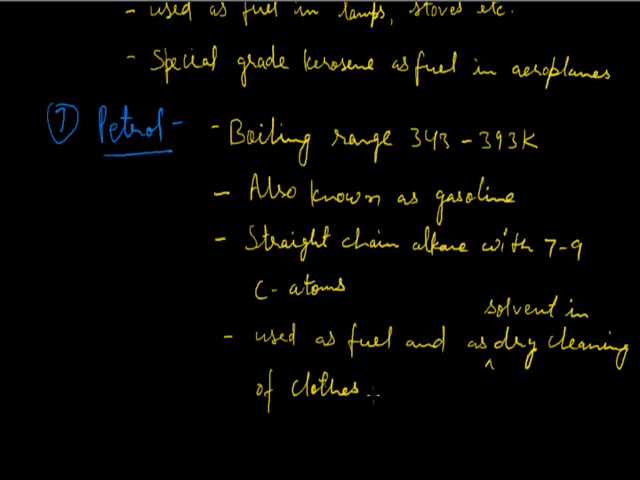 - used as fuel in lamps, stoves etc.
- Special grade kerosene as fuel in aeroplanes
7 Petrol - - Boiling range 343 - 393K
- Also known as gasoline
- Straight chain alkane with 7-9
C-atoms
solvent in
- used as fuel and as ^ dry cleaning
of clothes